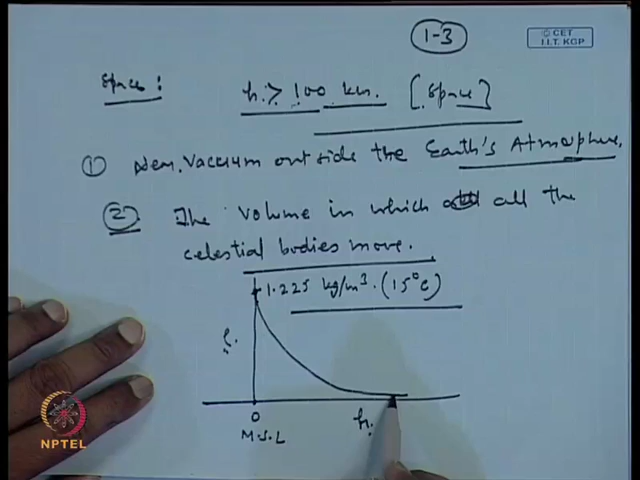 1-3
© CET
I.I.T. KGP
Space:
h > 100 km. [Space]
① Near Vaccium outside the Earth's Atmosphere.
② The volume in which all the
celestial bodies move.
1.225 kg/m³. (15°C)
ρ.
0
h.
M.S.L
NPTEL